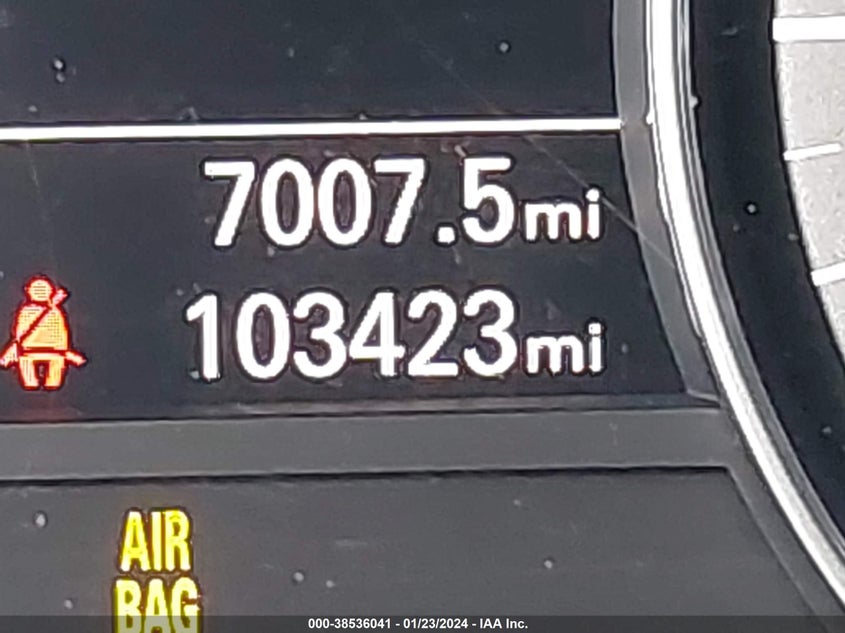 7007.5mi
103423mi
AIR
BAG
000-38536041 - 01/23/2024 - IAA Inc.